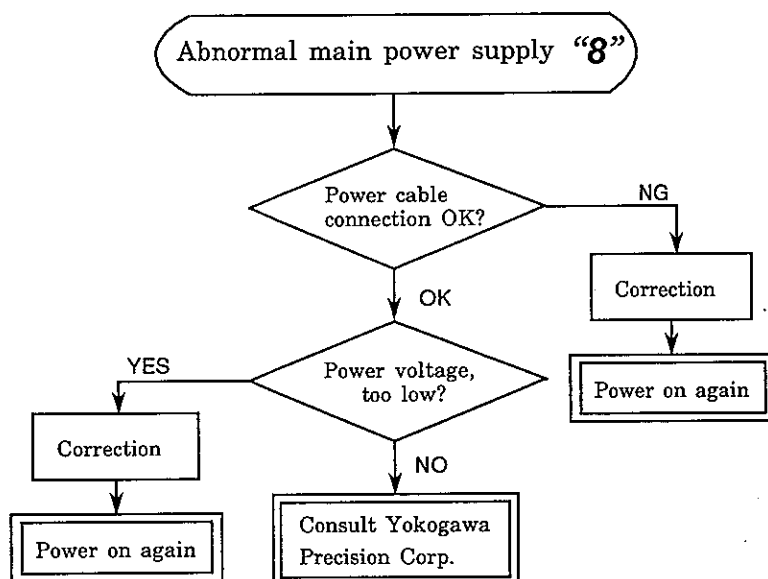 Abnormal main power supply “8”
Power cable
connection OK?
NG
Correction
Power on again
OK
Power voltage,
too low?
YES
Correction
Power on again
NO
Consult Yokogawa
Precision Corp.